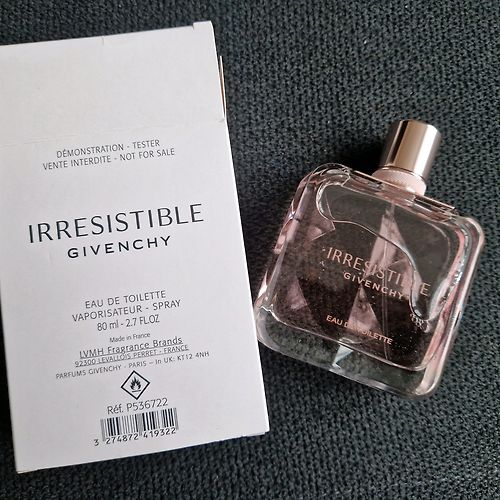 DÉMONSTRATION - TESTER
VENTE INTERDITE - NOT FOR SALE
IRRESISTIBLE
GIVENCHY
EAU DE TOILETTE
VAPORISATEUR - SPRAY
80 ml - 2.7 FL.OZ
Made in France
LVMH Fragrance Brands
92300 LEVALLOIS PERRET - FRANCE
PARFUMS GIVENCHY - PARIS – In UK: KT12 4NH
Réf. P536722
3 274872 419322
IRRESISTIBLE
GIVENCHY
EAU DE TOILETTE